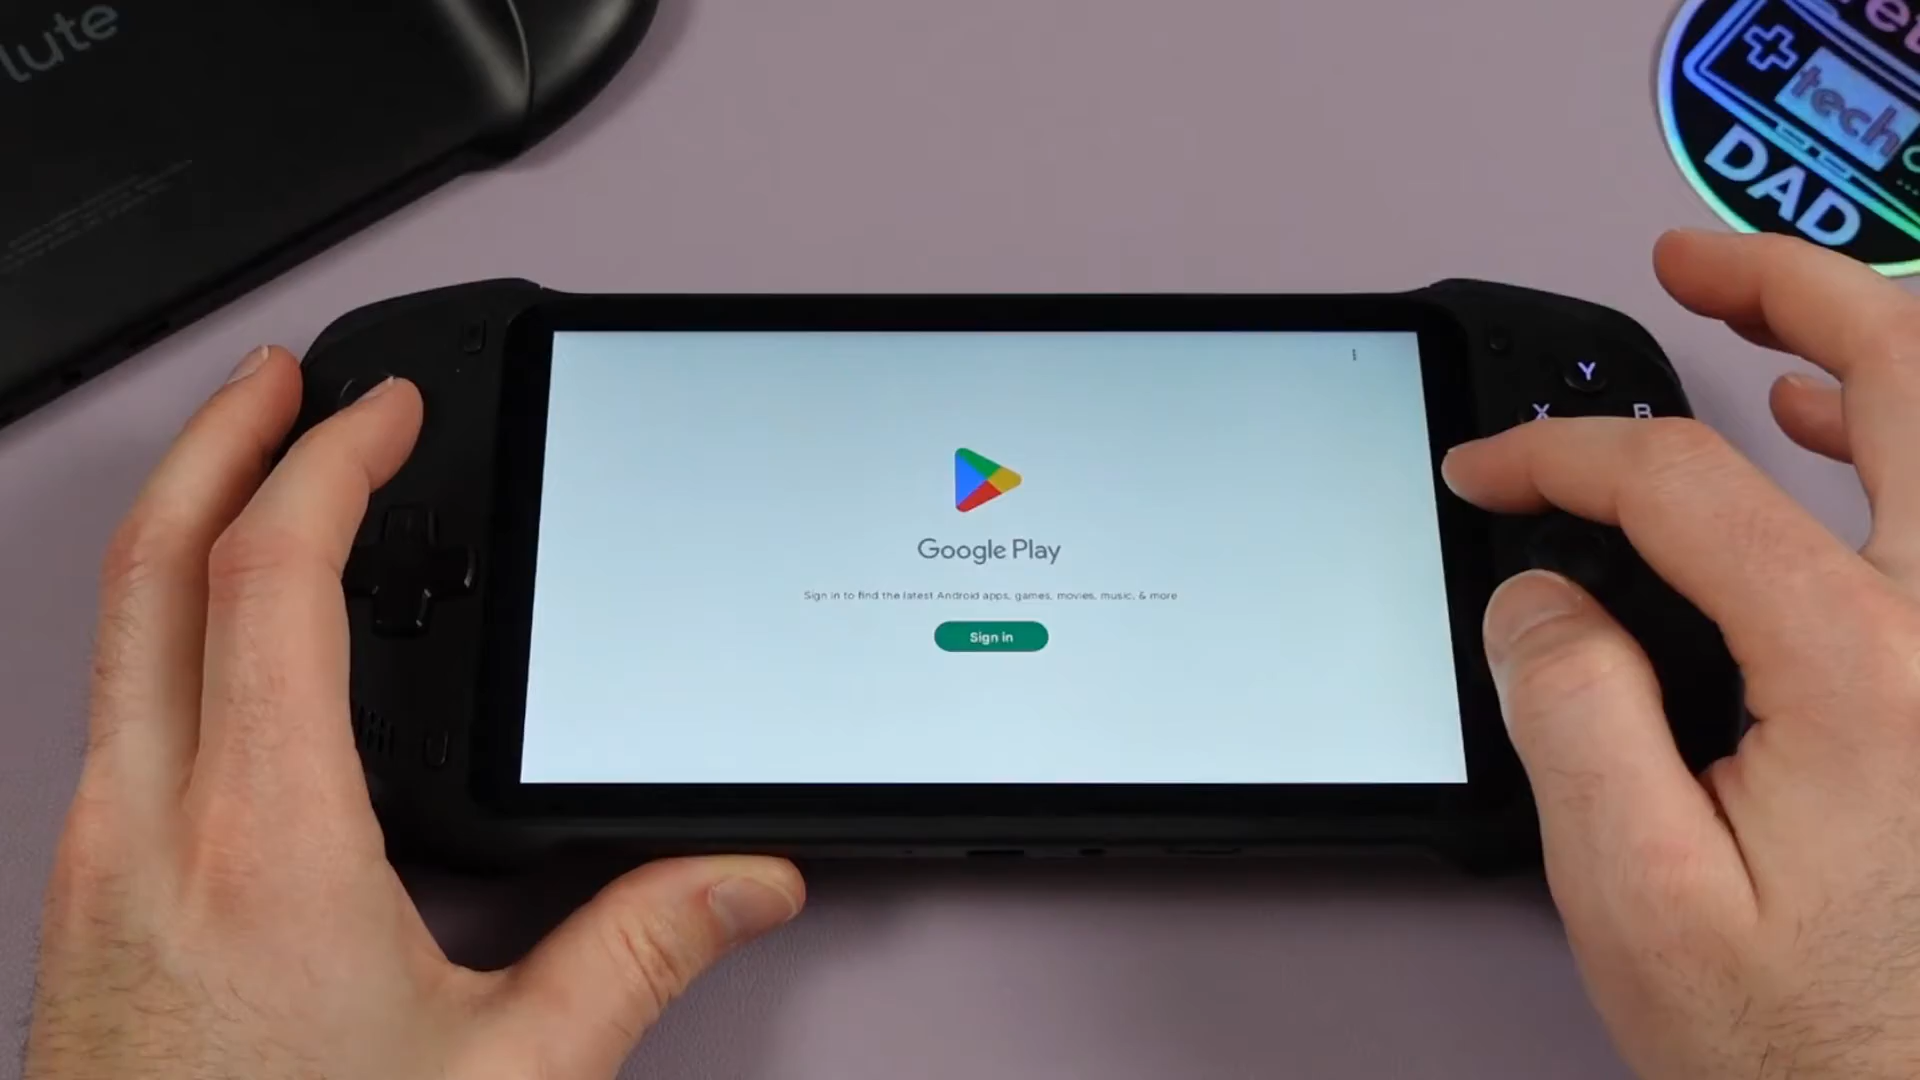 lute
tech
DAD
Y
X
B
Google Play
Sign in to find the latest Android apps, games, movies, music, & more
Sign in